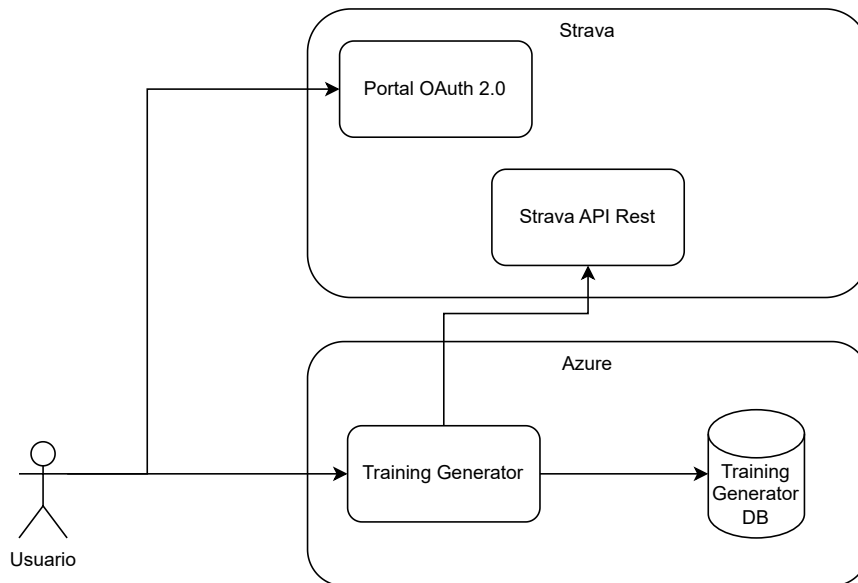 Strava
Portal OAuth 2.0
Strava API Rest
Azure
Training Generator
Training
Generator
DB
Usuario